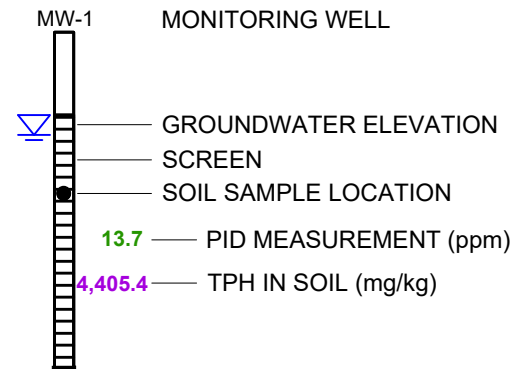 MW-1 MONITORING WELL
GROUNDWATER ELEVATION
SCREEN
SOIL SAMPLE LOCATION
13.7 PID MEASUREMENT (ppm)
4,405.4 TPH IN SOIL (mg/kg)